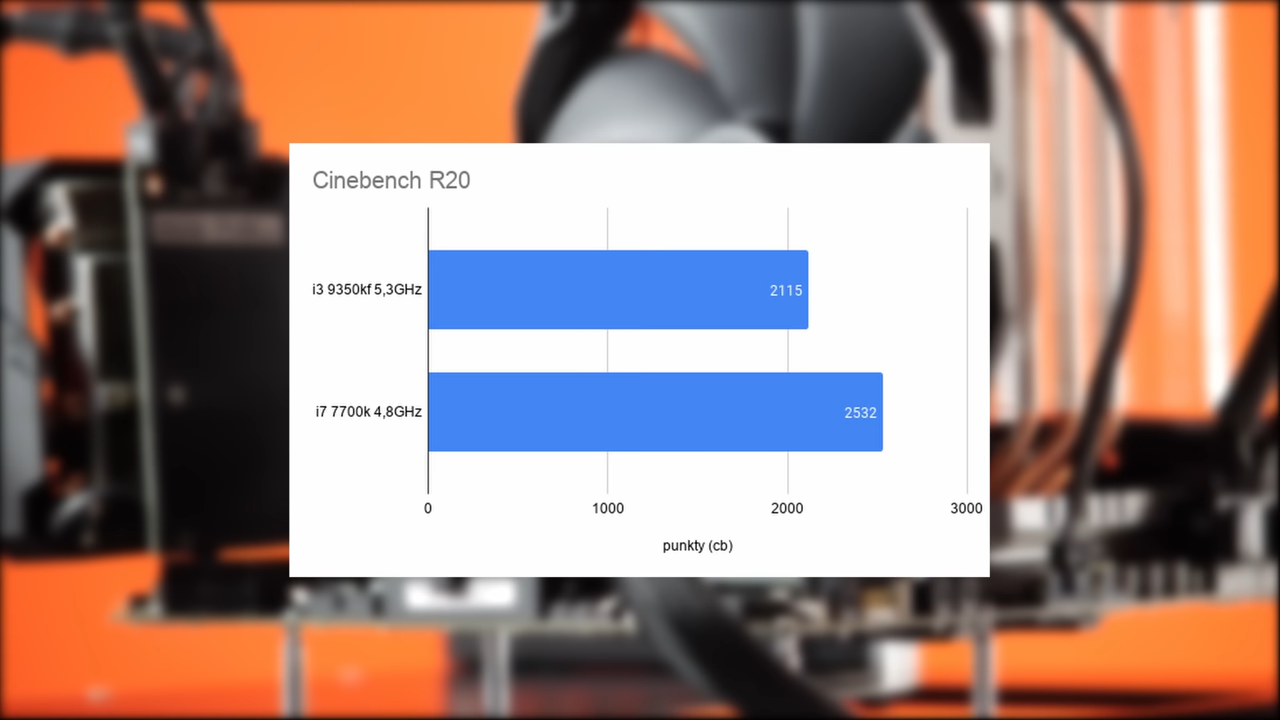 Cinebench R20
i3 9350kf 5,3GHz
2115
i7 7700k 4,8GHz
2532
0 1000 2000 3000
punkty (cb)